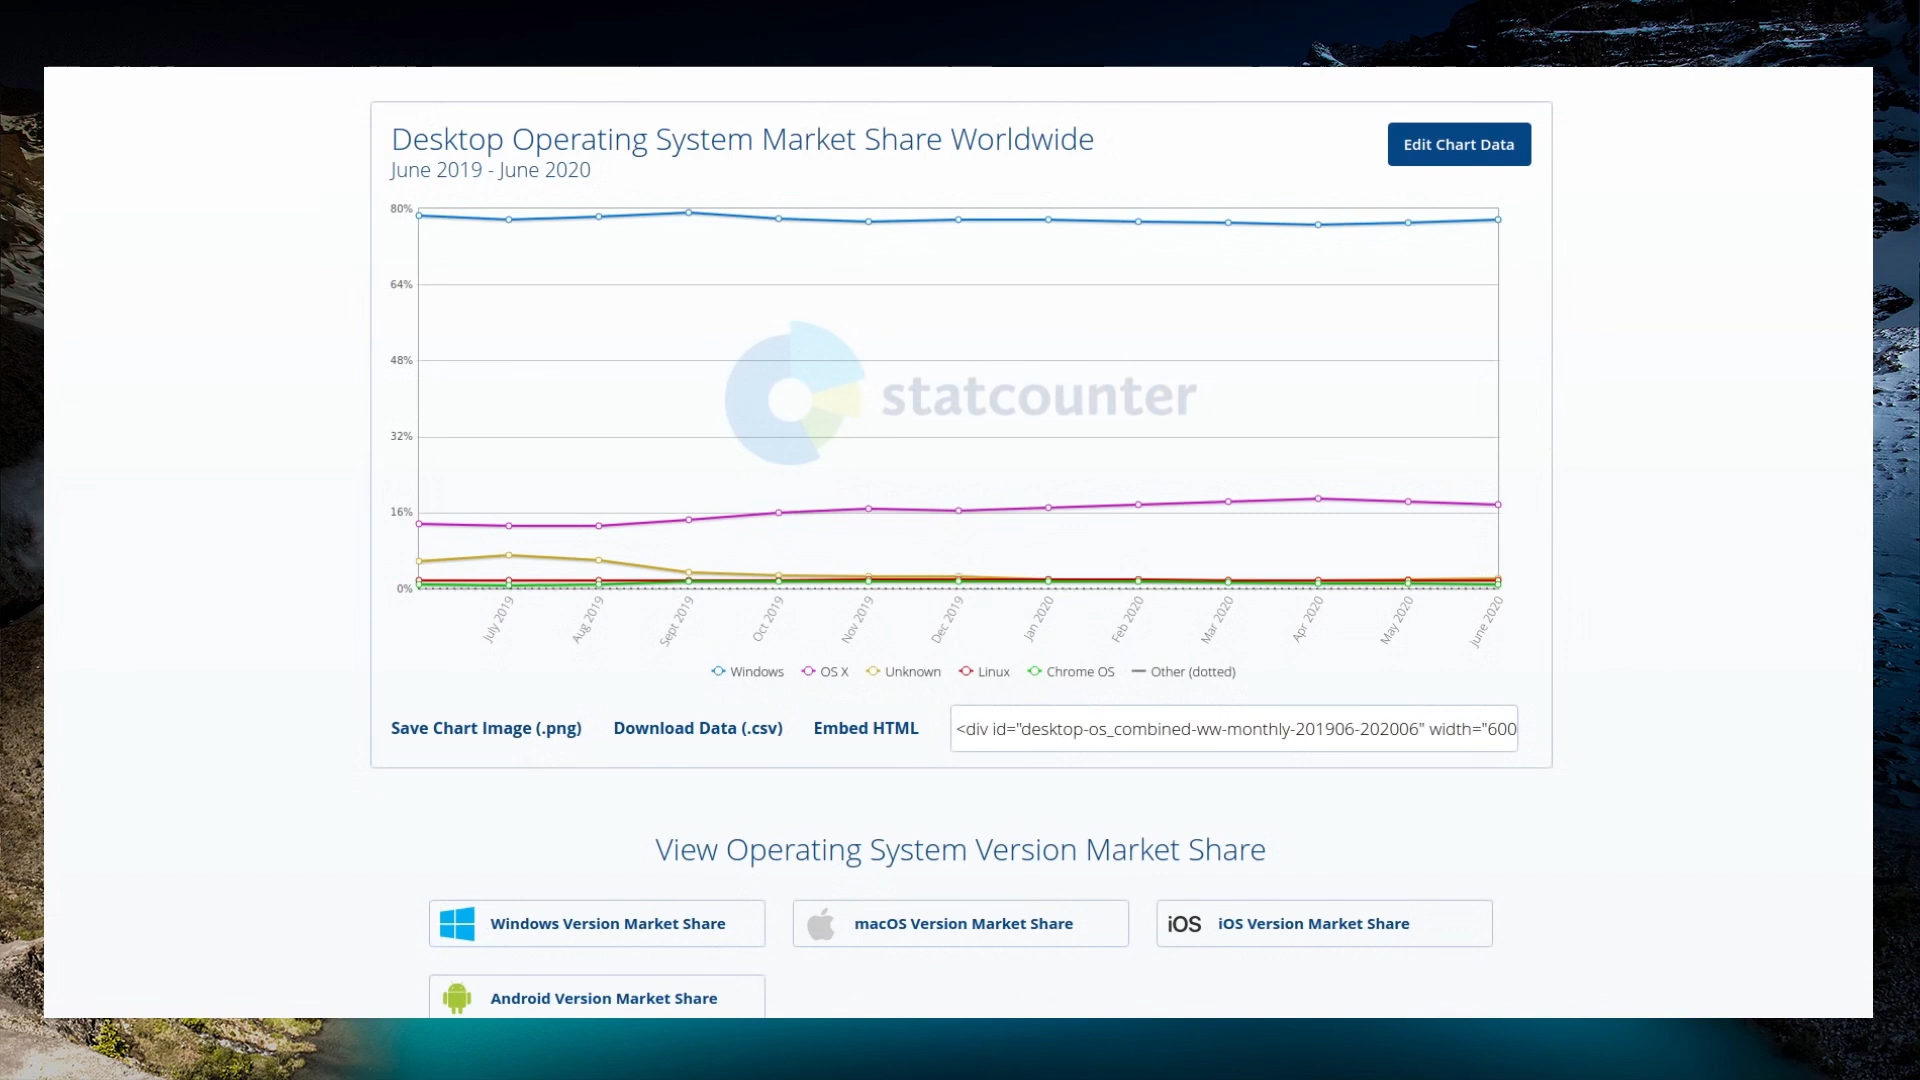 Desktop Operating System Market Share Worldwide
June 2019 - June 2020
Edit Chart Data
80%
64%
48%
32%
16%
0%
statcounter
July 2019
Aug 2019
Sept 2019
Oct 2019
Nov 2019
Dec 2019
Jan 2020
Feb 2020
Mar 2020
Apr 2020
May 2020
June 2020
Windows OS X Unknown Linux Chrome OS Other (dotted)
Save Chart Image (.png) Download Data (.csv) Embed HTML <div id="desktop-os_combined-ww-monthly-201906-202006" width="600
View Operating System Version Market Share
Windows Version Market Share
macOS Version Market Share
iOS iOS Version Market Share
Android Version Market Share